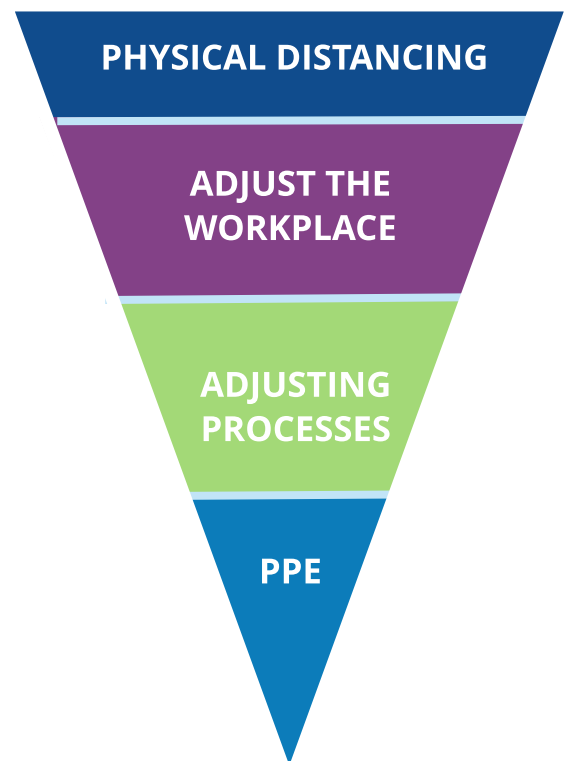 PHYSICAL DISTANCING
ADJUST THE
WORKPLACE
ADJUSTING
PROCESSES
PPE